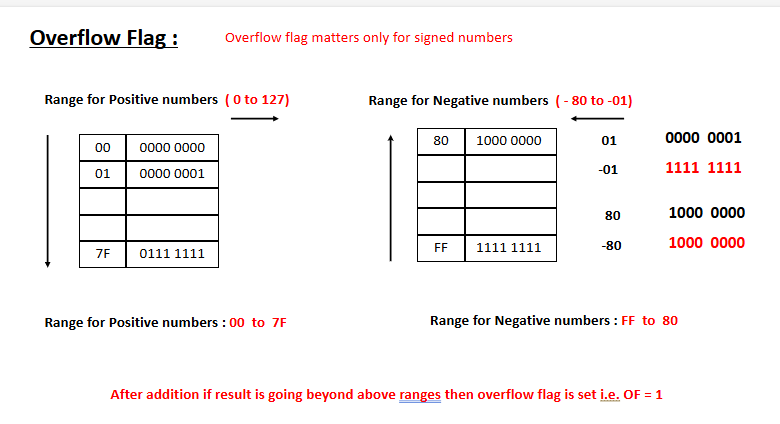 Overflow Flag :
Overflow flag matters only for signed numbers
Range for Positive numbers ( 0 to 127)
00 0000 0000
01 0000 0001
7F 0111 1111
Range for Positive numbers : 00 to 7F
Range for Negative numbers ( - 80 to -01)
80 1000 0000
FF 1111 1111
01 0000 0001
-01 1111 1111
80 1000 0000
-80 1000 0000
Range for Negative numbers : FF to 80
After addition if result is going beyond above ranges then overflow flag is set i.e. OF = 1